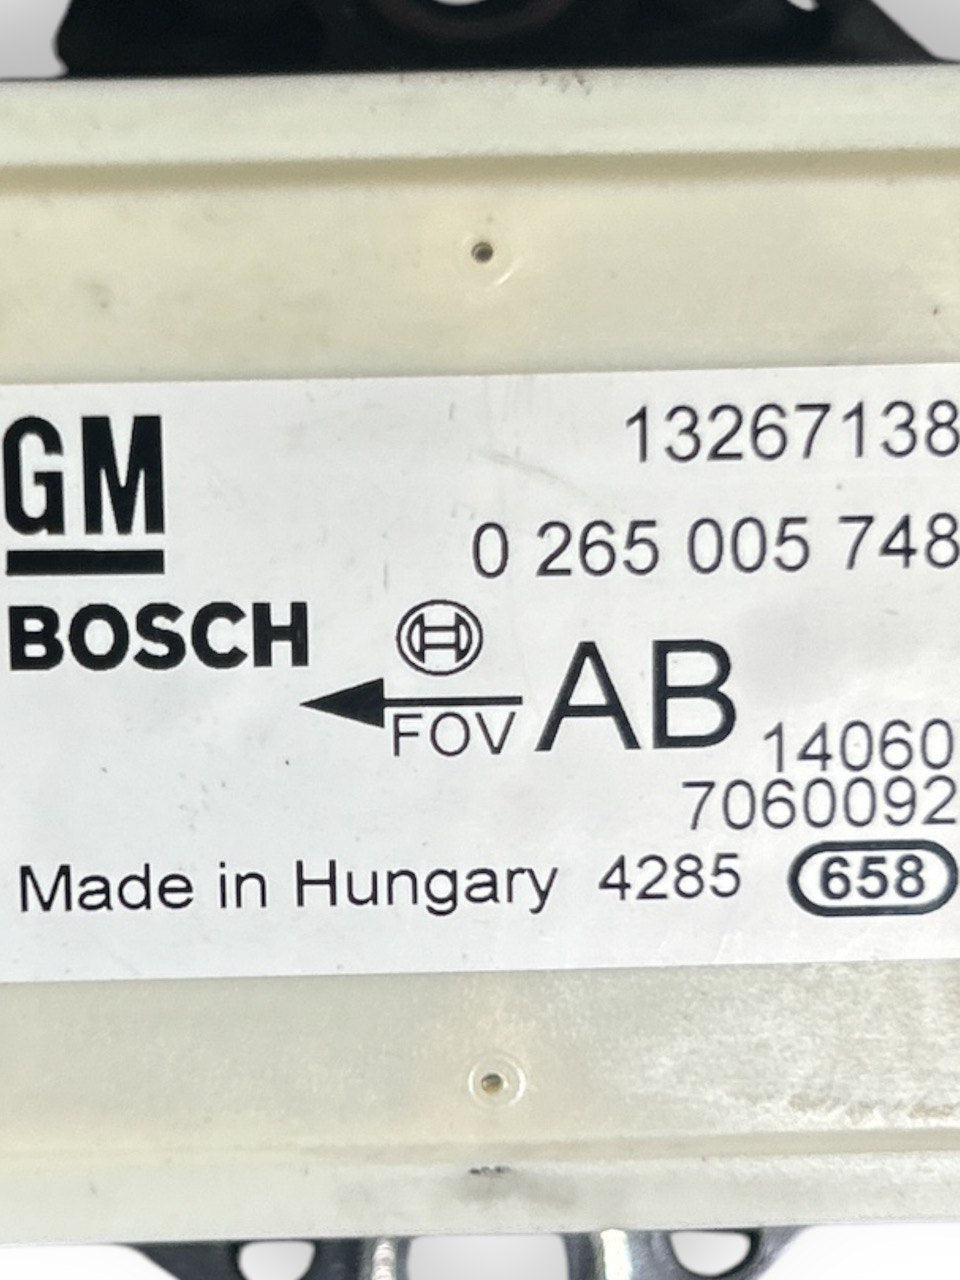 GM
13267138
0 265 005 748
BOSCH
FOV
AB
14060
7060092
Made in Hungary 4285 658